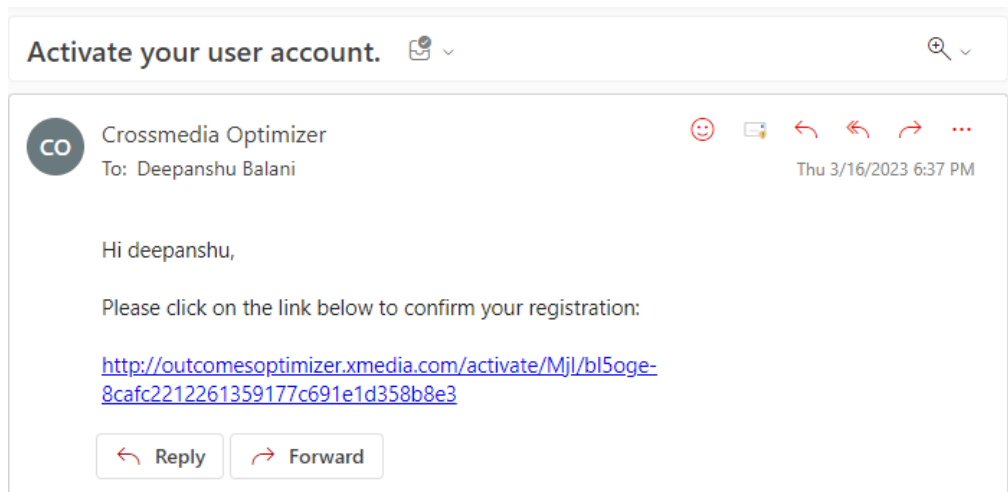 Activate your user account.
CO
Crossmedia Optimizer
To: Deepanshu Balani
Thu 3/16/2023 6:37 PM
Hi deepanshu,
Please click on the link below to confirm your registration:
http://outcomesoptimizer.xmedia.com/activate/MjI/bl5oge-
8cafc2212261359177c691e1d358b8e3
Reply
Forward